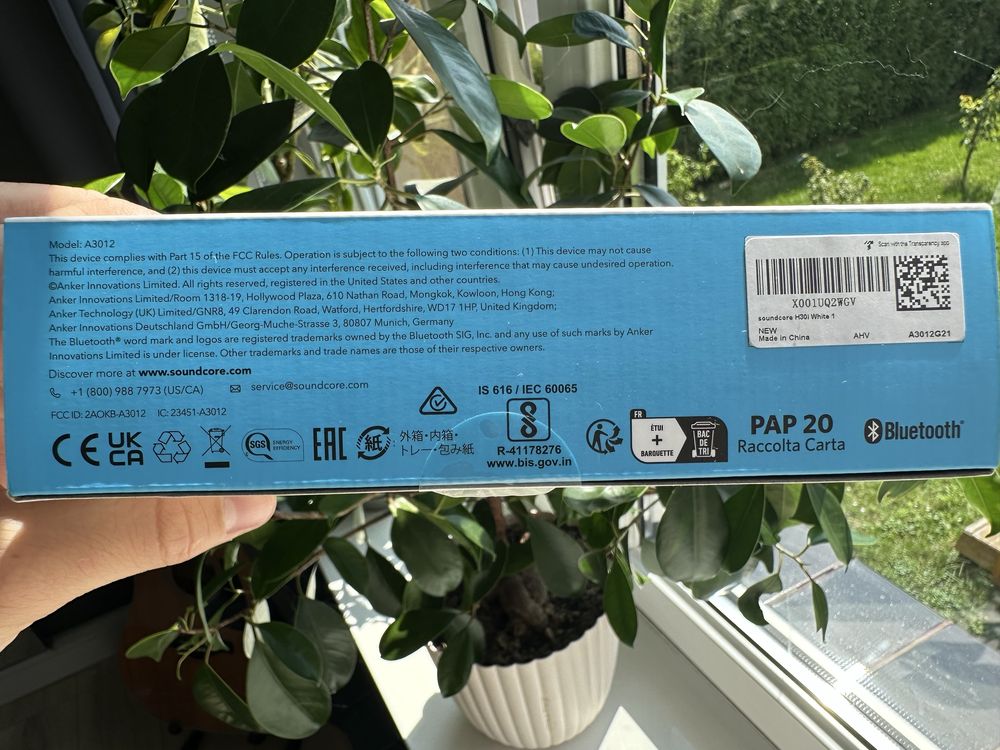 Model: A3012
This device complies with Part 15 of the FCC Rules. Operation is subject to the following two conditions: (1) This device may not cause
harmful interference, and (2) this device must accept any interference received, including interference that may cause undesired operation.
©Anker Innovations Limited. All rights reserved, registered in the United States and other countries.
Anker Innovations Limited/Room 1318-19, Hollywood Plaza, 610 Nathan Road, Mongkok, Kowloon, Hong Kong;
Anker Technology (UK) Limited/GNR8, 49 Clarendon Road, Watford, Hertfordshire, WD17 1HP, United Kingdom;
Anker Innovations Deutschland GmbH/Georg-Muche-Strasse 3, 80807 Munich, Germany
The Bluetooth® word mark and logos are registered trademarks owned by the Bluetooth SIG, Inc. and any use of such marks by Anker
Innovations Limited is under license. Other trademarks and trade names are those of their respective owners.
Discover more at www.soundcore.com
+1 (800) 988 7973 (US/CA) service@soundcore.com
FCC ID: 2AOKB-A3012 IC: 23451-A3012
CE UK CA
SGS ENERGY EFFICIENCY
EAC
紙 外箱・内箱・
トレー・包み紙
IS 616 / IEC 60065
R-41178276
www.bis.gov.in
FR
ÉTUI
+
BARQUETTE
BAC
DE
TRI
PAP 20
Raccolta Carta
Bluetooth®
Scan with the Transparency app
X001UQ2WGV
soundcore H30i White 1
NEW
Made in China AHV A3012G21